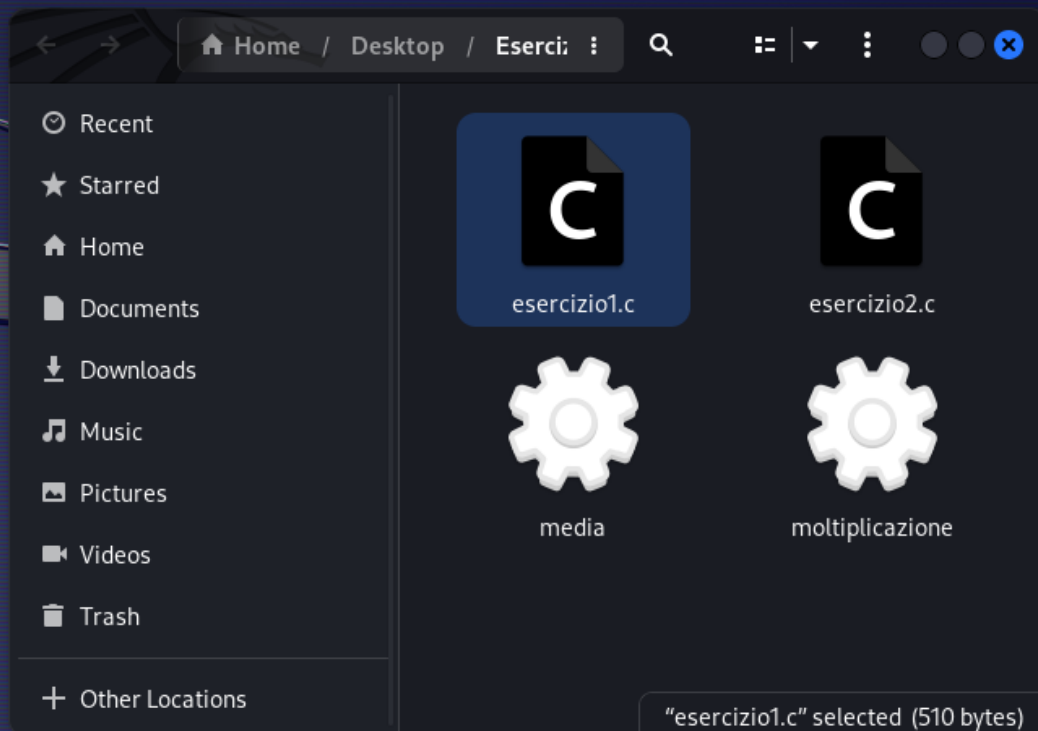 Home / Desktop / Eserciz
Recent
Starred
Home
Documents
Downloads
Music
Pictures
Videos
Trash
Other Locations
C
C
esercizio1.c
esercizio2.c
media
moltiplicazione
“esercizio1.c” selected (510 bytes)